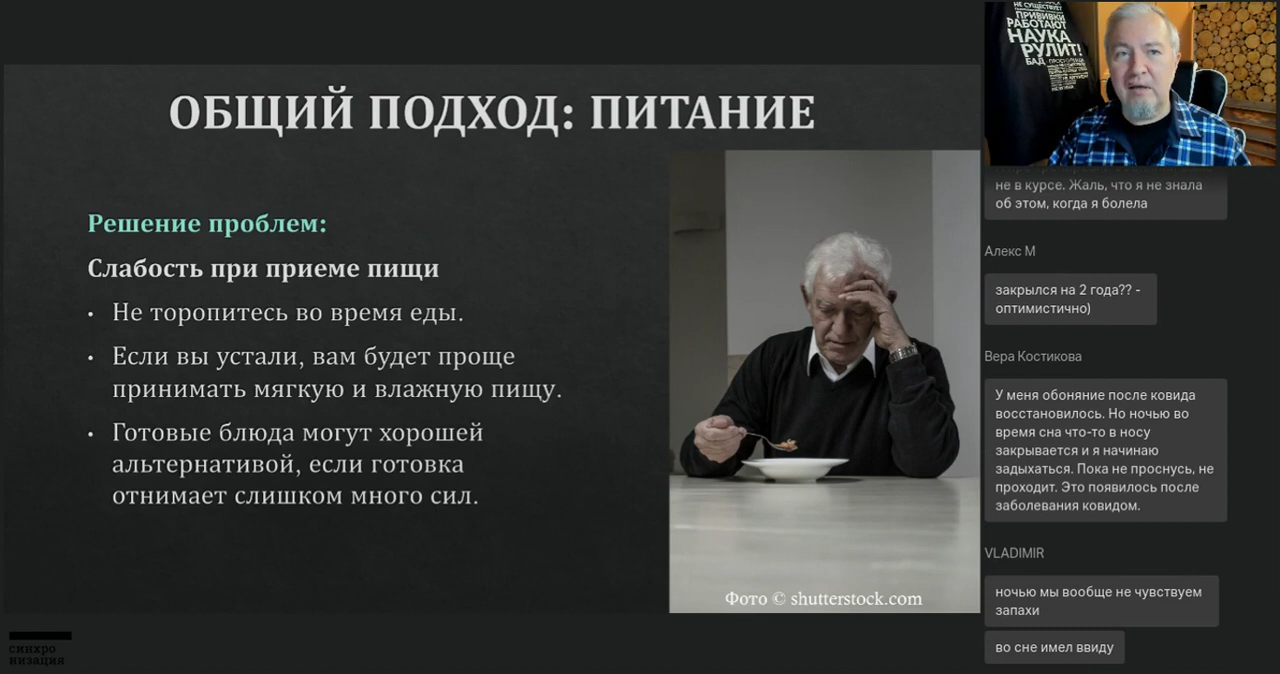 ОБЩИЙ ПОДХОД: ПИТАНИЕ
Решение проблем:
Слабость при приеме пищи
• Не торопитесь во время еды.
• Если вы устали, вам будет проще
принимать мягкую и влажную пищу.
• Готовые блюда могут хорошей
альтернативой, если готовка
отнимает слишком много сил.
Фото © shutterstock.com
синхро
низация
НЕ СУЩЕСТВУЕТ
ПРИВИВКИ
РАБОТАЮТ
НАУКА
РУЛИТ!
БАД
не в курсе. Жаль, что я не знала
об этом, когда я болела
Алекс М
закрылся на 2 года?? -
оптимистично)
Вера Костикова
У меня обоняние после ковида
восстановилось. Но ночью во
время сна что-то в носу
закрывается и я начинаю
задыхаться. Пока не проснусь, не
проходит. Это появилось после
заболевания ковидом.
VLADIMIR
ночью мы вообще не чувствуем
запахи
во сне имел ввиду